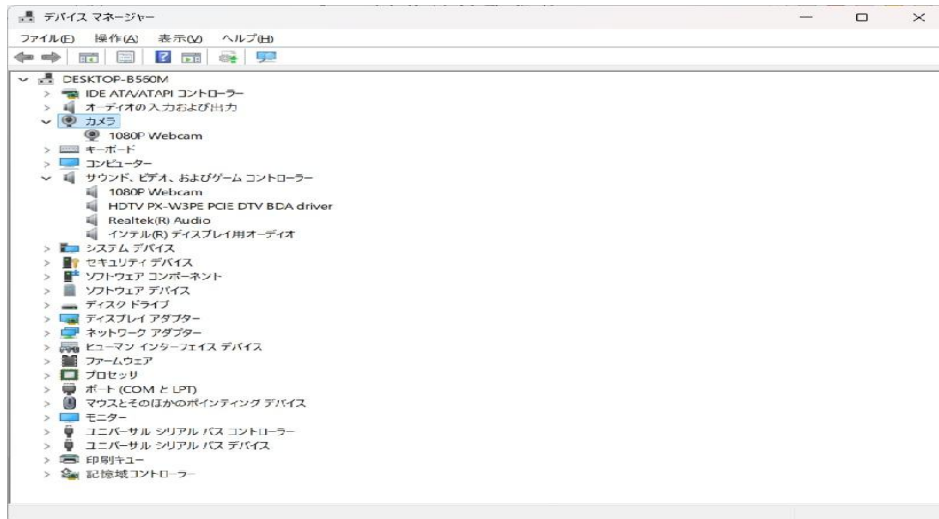 デバイス マネージャー
ファイル(F) 操作(A) 表示(V) ヘルプ(H)
DESKTOP-B560M
IDE ATA/ATAPI コントローラー
オーディオの入力および出力
カメラ
1080P Webcam
キーボード
コンピューター
サウンド、ビデオ、およびゲーム コントローラー
1080P Webcam
HDTV PX-W3PE PCIE DTV BDA driver
Realtek(R) Audio
インテル(R) ディスプレイ用オーディオ
システム デバイス
セキュリティ デバイス
ソフトウェア コンポーネント
ソフトウェア デバイス
ディスク ドライブ
ディスプレイ アダプター
ネットワーク アダプター
ヒューマン インターフェイス デバイス
ファームウェア
プロセッサ
ポート (COM と LPT)
マウスとそのほかのポインティング デバイス
モニター
ユニバーサル シリアル バス コントローラー
ユニバーサル シリアル バス デバイス
印刷キュー
記憶域コントローラー